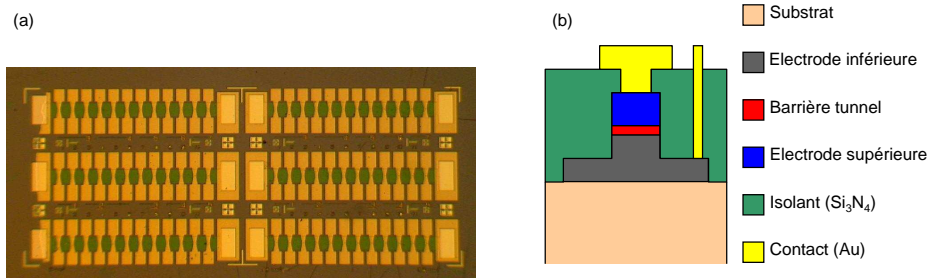 (a)
(b)
Substrat
Electrode inférieure
Barrière tunnel
Electrode supérieure
Isolant (Si₃N₄)
Contact (Au)